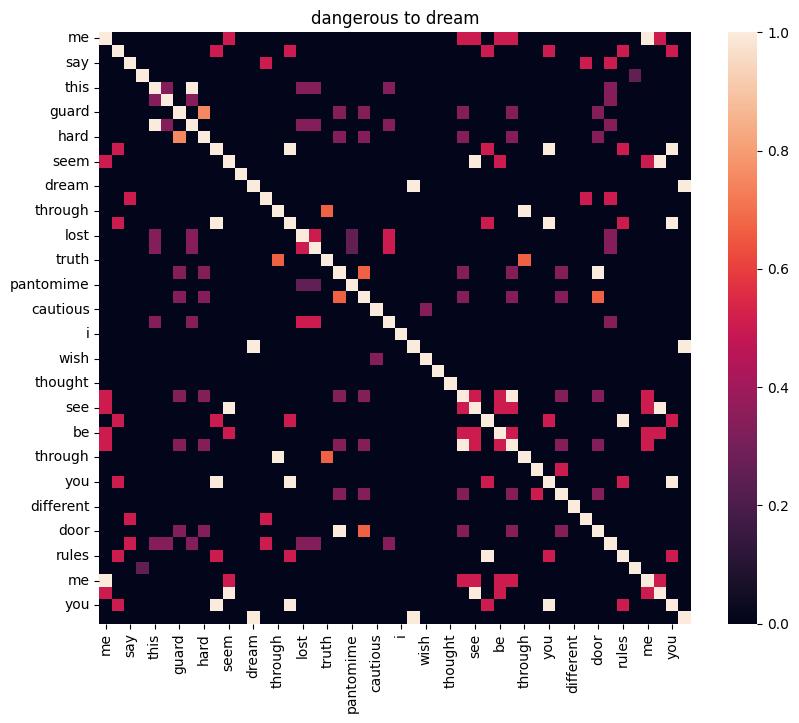 dangerous to dream
me
say
this
guard
hard
seem
dream
through
lost
truth
pantomime
cautious
i
wish
thought
see
be
through
you
different
door
rules
me
you
1.0
0.8
0.6
0.4
0.2
0.0
me say this guard hard seem dream through lost truth pantomime cautious i wish thought see be through you different door rules me you